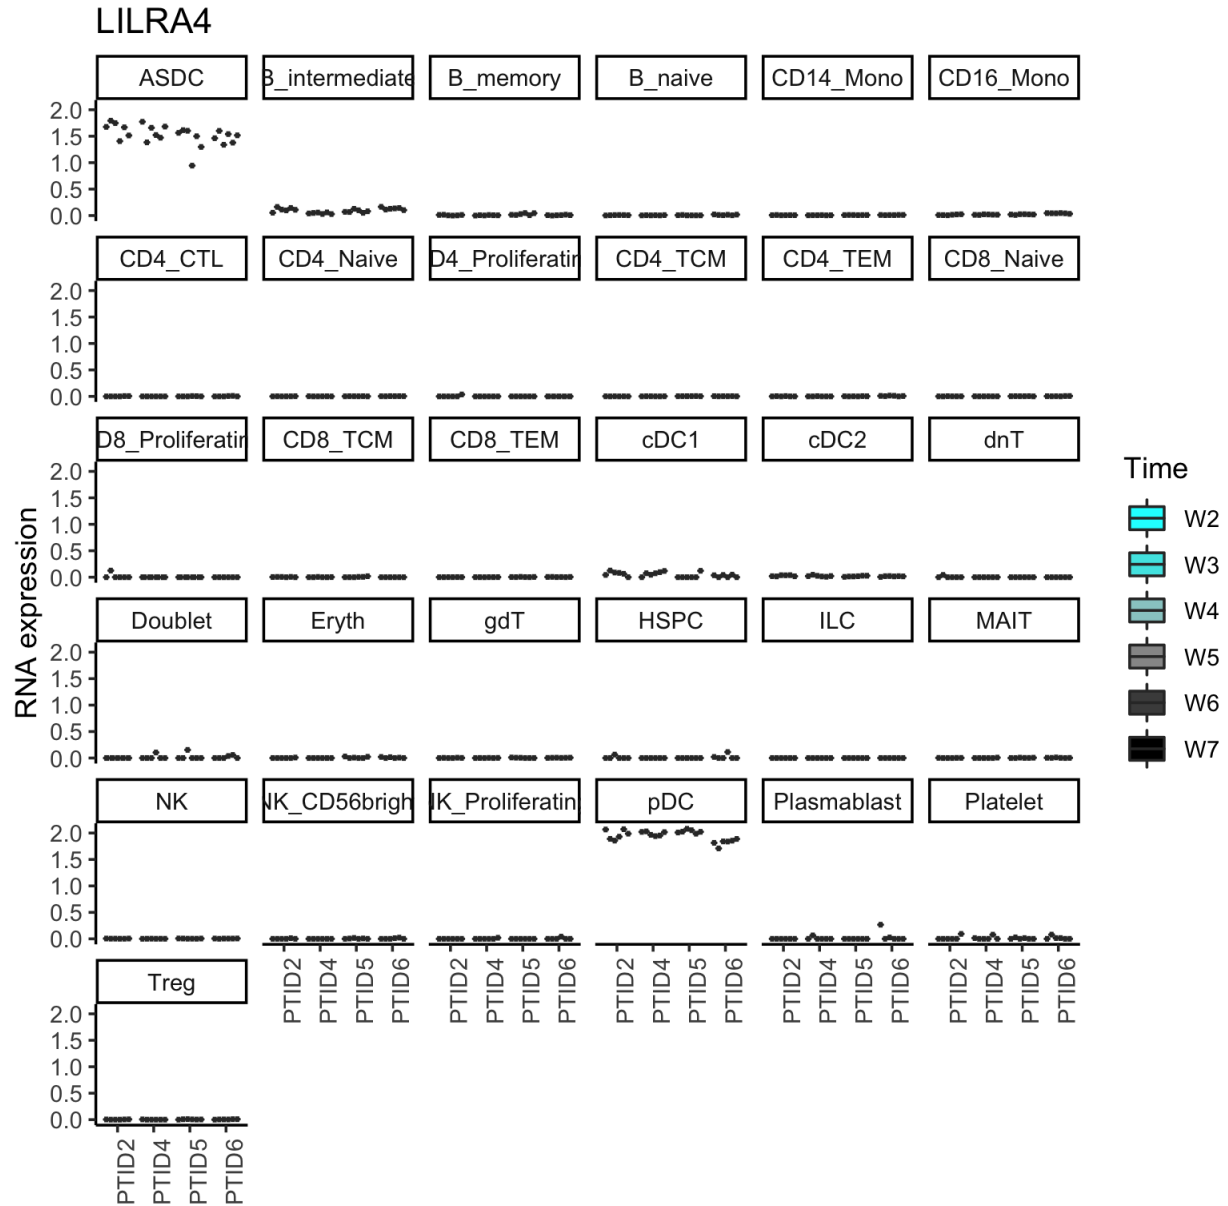 LILRA4
ASDC
B_intermediate
B_memory
B_naive
CD14_Mono
CD16_Mono
2.0
1.5
1.0
0.5
0.0
CD4_CTL
CD4_Naive
D4_Proliferatin
CD4_TCM
CD4_TEM
CD8_Naive
2.0
1.5
1.0
0.5
0.0
D8_Proliferatin
CD8_TCM
CD8_TEM
cDC1
cDC2
dnT
2.0
1.5
1.0
0.5
0.0
RNA expression
Doublet
Eryth
gdT
HSPC
ILC
MAIT
2.0
1.5
1.0
0.5
0.0
NK
NK_CD56brigh
NK_Proliferatin
pDC
Plasmablast
Platelet
2.0
1.5
1.0
0.5
0.0
PTID2
PTID4
PTID5
PTID6
PTID2
PTID4
PTID5
PTID6
PTID2
PTID4
PTID5
PTID6
PTID2
PTID4
PTID5
PTID6
PTID2
PTID4
PTID5
PTID6
Treg
2.0
1.5
1.0
0.5
0.0
PTID2
PTID4
PTID5
PTID6
Time
W2
W3
W4
W5
W6
W7